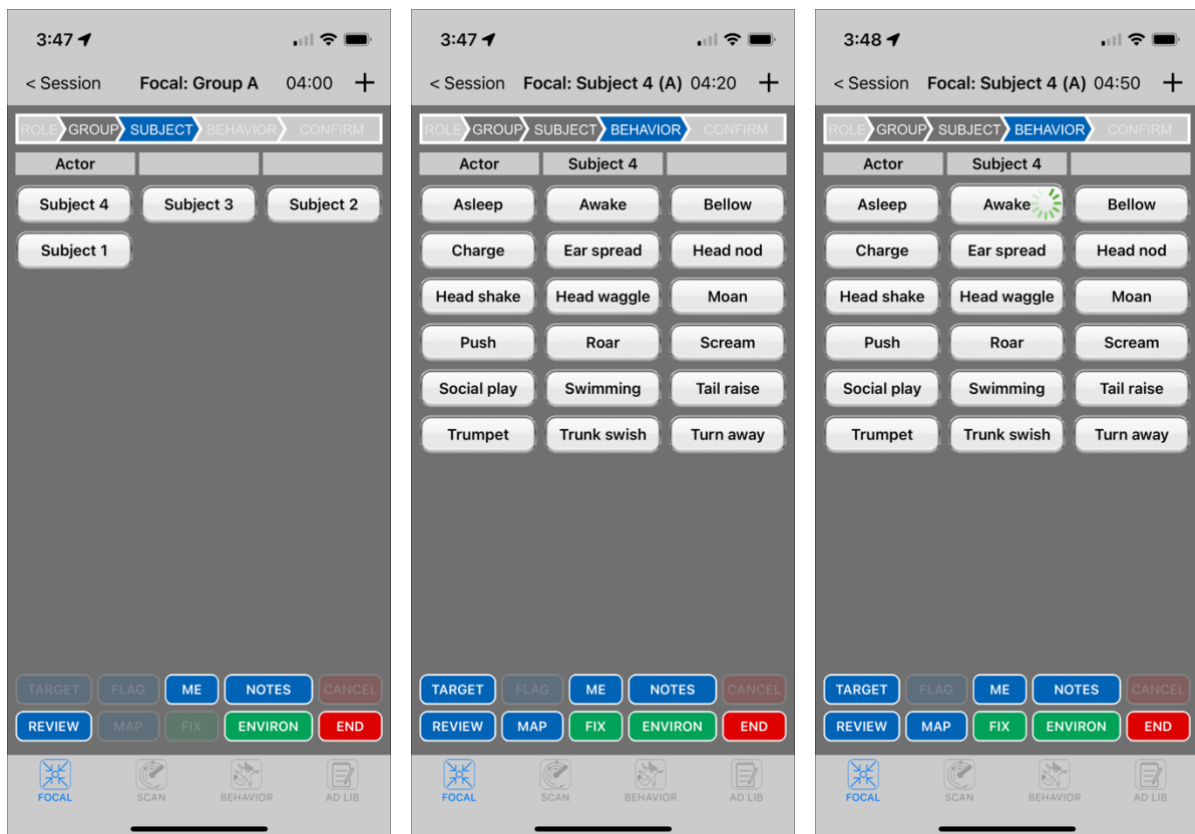 3:47
< Session Focal: Group A 04:00 +
ROLE GROUP SUBJECT BEHAVIOR CONFIRM
Actor
Subject 4 Subject 3 Subject 2
Subject 1
TARGET FLAG ME NOTES CANCEL
REVIEW MAP FIX ENVIRON END
FOCAL SCAN BEHAVIOR AD LIB
3:47
< Session Focal: Subject 4 (A) 04:20 +
ROLE GROUP SUBJECT BEHAVIOR CONFIRM
Actor Subject 4
Asleep Awake Bellow
Charge Ear spread Head nod
Head shake Head waggle Moan
Push Roar Scream
Social play Swimming Tail raise
Trumpet Trunk swish Turn away
TARGET FLAG ME NOTES CANCEL
REVIEW MAP FIX ENVIRON END
FOCAL SCAN BEHAVIOR AD LIB
3:48
< Session Focal: Subject 4 (A) 04:50 +
ROLE GROUP SUBJECT BEHAVIOR CONFIRM
Actor Subject 4
Asleep Awake Bellow
Charge Ear spread Head nod
Head shake Head waggle Moan
Push Roar Scream
Social play Swimming Tail raise
Trumpet Trunk swish Turn away
TARGET FLAG ME NOTES CANCEL
REVIEW MAP FIX ENVIRON END
FOCAL SCAN BEHAVIOR AD LIB